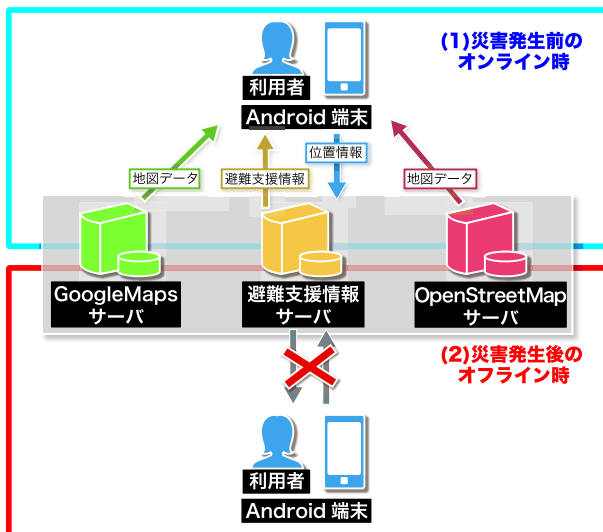 (1)災害発生前の
オンライン時
利用者
Android 端末
位置情報
地図データ
避難支援情報
地図データ
GoogleMaps
サーバ
避難支援情報
サーバ
OpenStreetMap
サーバ
(2)災害発生後の
オフライン時
利用者
Android 端末